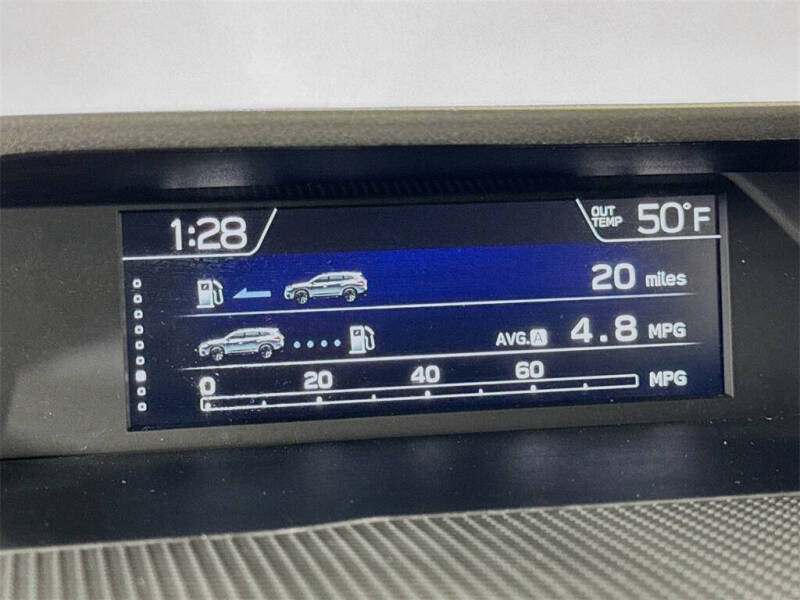 1:28
OUT TEMP 50°F
20 miles
AVG. A 4.8 MPG
0 20 40 60 MPG